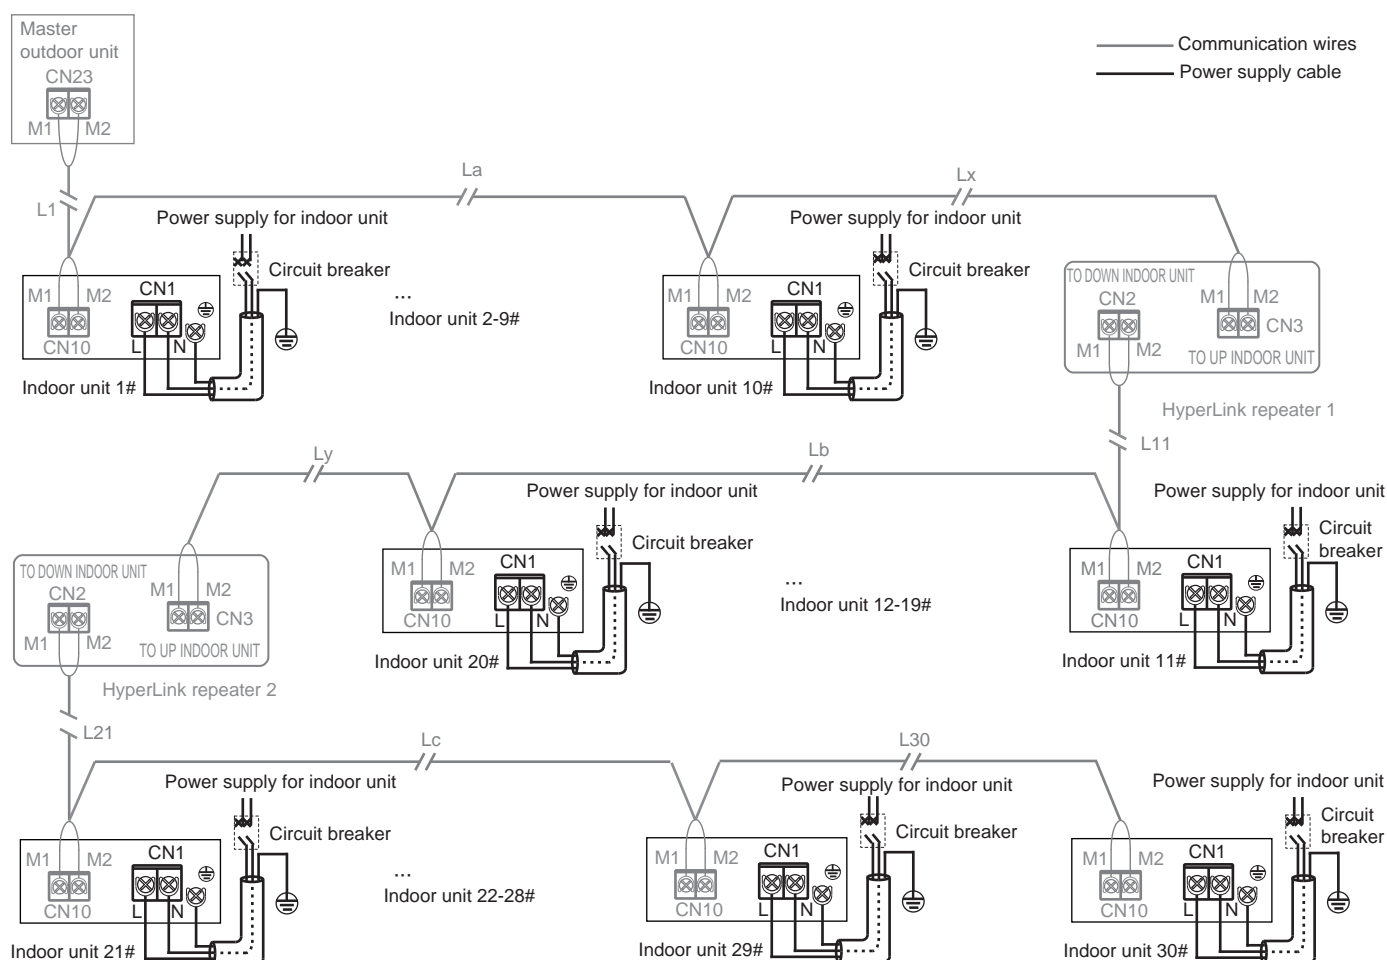 Master
outdoor unit
CN23
M1 M2
Communication wires
Power supply cable
L1
La
Lx
Power supply for indoor unit
Circuit breaker
M1 M2
CN1
CN10
L N
Indoor unit 1#
...
Indoor unit 2-9#
Power supply for indoor unit
Circuit breaker
M1 M2
CN1
CN10
L N
Indoor unit 10#
TO DOWN INDOOR UNIT
CN2
M1 M2
M1 M2
CN3
TO UP INDOOR UNIT
HyperLink repeater 1
L11
Ly
Lb
Power supply for indoor unit
Circuit breaker
M1 M2
CN1
CN10
L N
Indoor unit 20#
...
Indoor unit 12-19#
Power supply for indoor unit
Circuit
breaker
M1 M2
CN1
CN10
L N
Indoor unit 11#
TO DOWN INDOOR UNIT
CN2
M1 M2
M1 M2
CN3
TO UP INDOOR UNIT
HyperLink repeater 2
L21
Lc
L30
Power supply for indoor unit
Circuit breaker
M1 M2
CN1
CN10
L N
Indoor unit 21#
...
Indoor unit 22-28#
Power supply for indoor unit
Circuit breaker
M1 M2
CN1
CN10
L N
Indoor unit 29#
Power supply for indoor unit
Circuit
breaker
M1 M2
CN1
CN10
L N
Indoor unit 30#